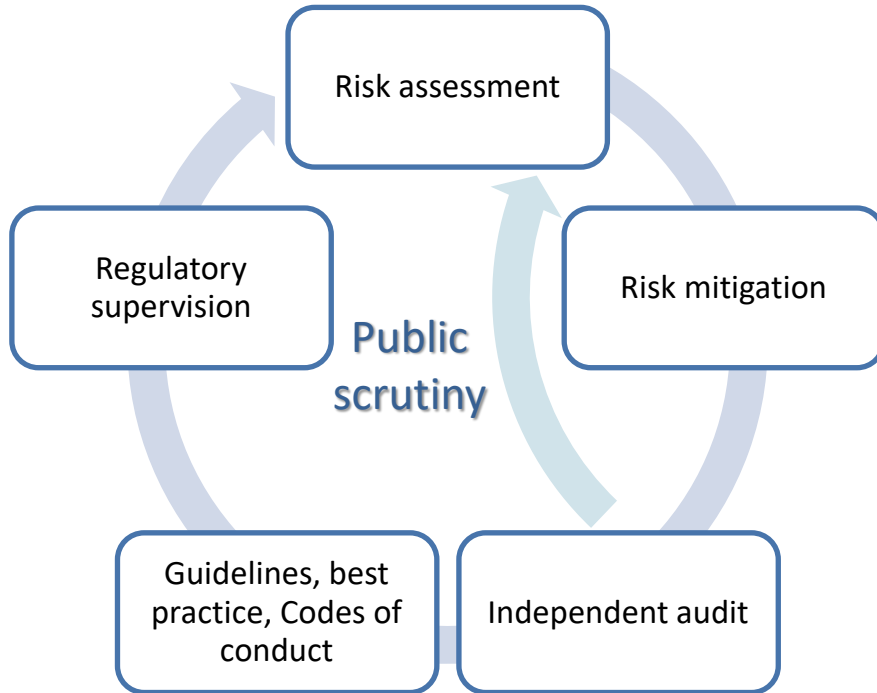 Risk assessment
Regulatory
supervision
Risk mitigation
Public
scrutiny
Guidelines, best
practice, Codes of
conduct
Independent audit